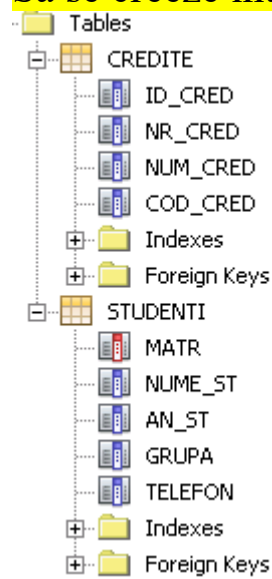 Tables
CREDITE
ID_CRED
NR_CRED
NUM_CRED
COD_CRED
Indexes
Foreign Keys
STUDENTI
MATR
NUME_ST
AN_ST
GRUPA
TELEFON
Indexes
Foreign Keys